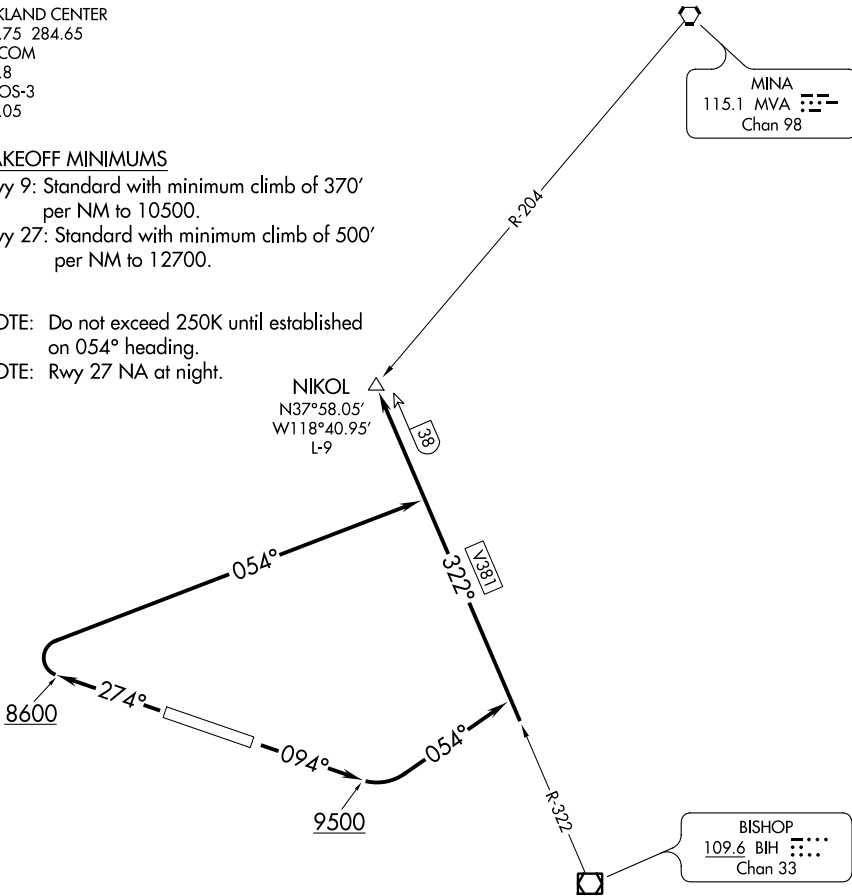 KLAND CENTER
.75 284.65
COM
.8
OS-3
.05
AKEOFF MINIMUMS
vy 9: Standard with minimum climb of 370'
per NM to 10500.
vy 27: Standard with minimum climb of 500'
per NM to 12700.
OTE: Do not exceed 250K until established
on 054° heading.
OTE: Rwy 27 NA at night.
MINA
115.1 MVA
Chan 98
R-204
NIKOL
N37°58.05'
W118°40.95'
L-9
38
054°
V381
322°
274°
8600
094°
054°
9500
R-322
BISHOP
109.6 BIH
Chan 33